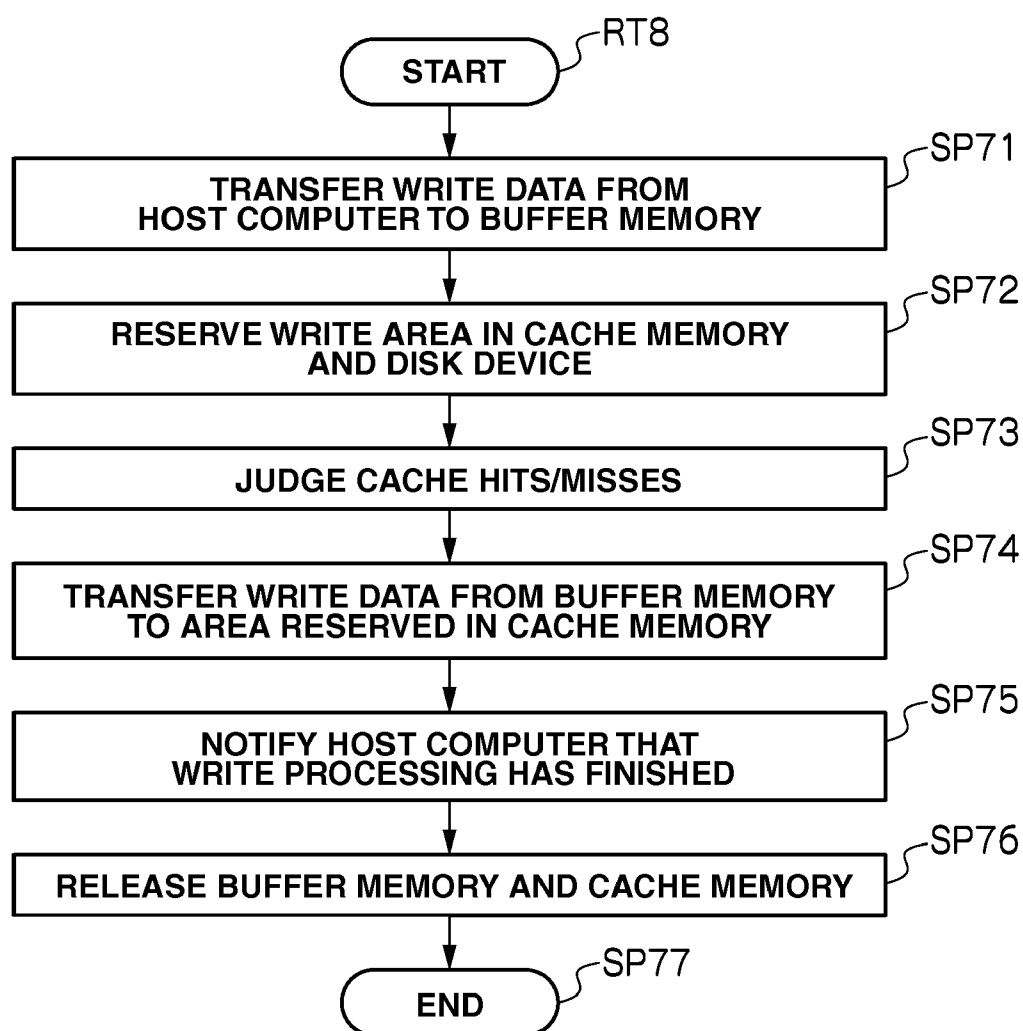 RT8
START
SP71
TRANSFER WRITE DATA FROM
HOST COMPUTER TO BUFFER MEMORY
SP72
RESERVE WRITE AREA IN CACHE MEMORY
AND DISK DEVICE
SP73
JUDGE CACHE HITS/MISSES
SP74
TRANSFER WRITE DATA FROM BUFFER MEMORY
TO AREA RESERVED IN CACHE MEMORY
SP75
NOTIFY HOST COMPUTER THAT
WRITE PROCESSING HAS FINISHED
SP76
RELEASE BUFFER MEMORY AND CACHE MEMORY
SP77
END